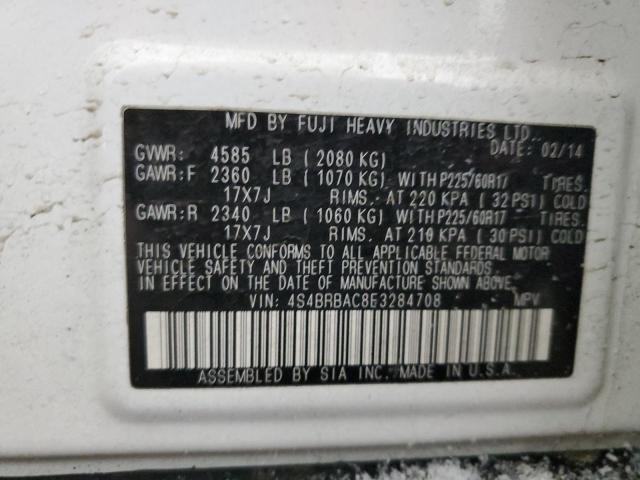 MFD BY FUJI HEAVY INDUSTRIES LTD.
DATE: 02/14
GVWR: 4585 LB ( 2080 KG)
GAWR:F 2360 LB ( 1070 KG) WITH P225/60R17 TIRES,
17X7J RIMS, AT 220 KPA ( 32 PSI) COLD
GAWR:R 2340 LB ( 1060 KG) WITH P225/60R17 TIRES,
17X7J RIMS, AT 210 KPA ( 30 PSI) COLD
THIS VEHICLE CONFORMS TO ALL APPLICABLE FEDERAL MOTOR
VEHICLE SAFETY AND THEFT PREVENTION STANDARDS
IN EFFECT ON THE DATE OF MANUFACTURE SHOWN ABOVE.
VIN: 4S4BRBAC8E3284708 MPV
ASSEMBLED BY SIA INC. MADE IN U.S.A.